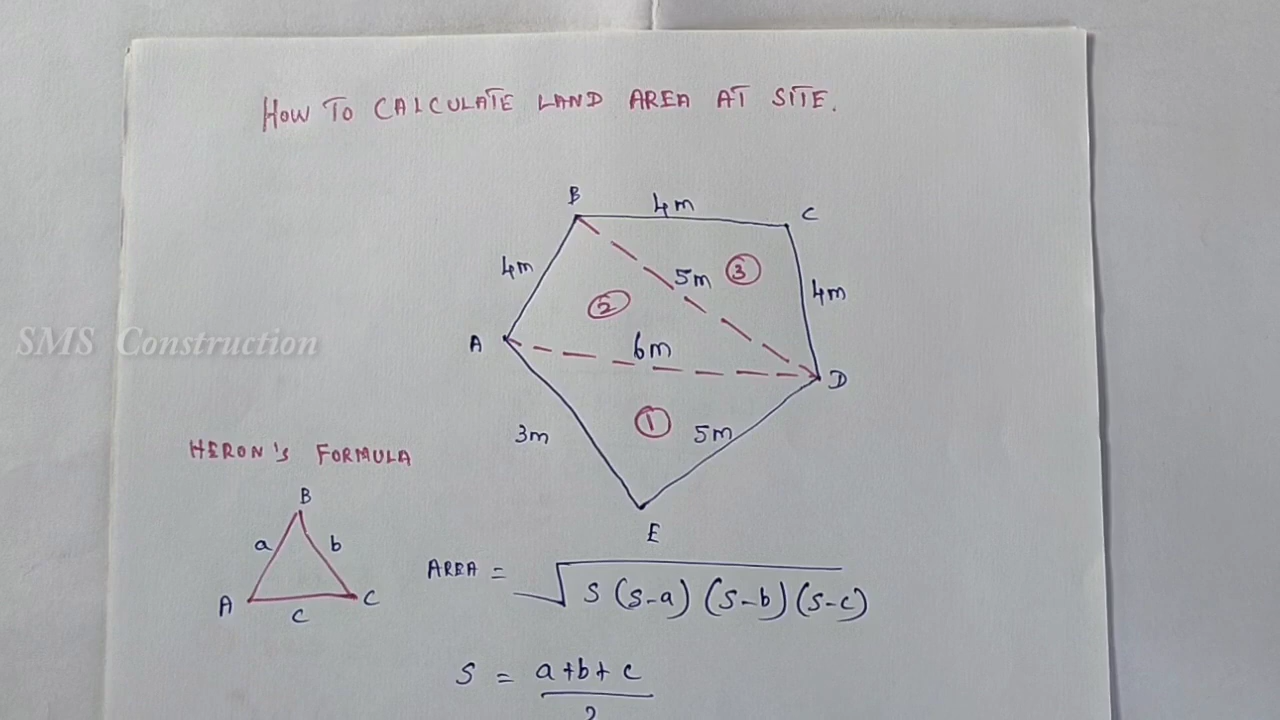 HOW TO CALCULATE LAND AREA AT SITE.
B
4m
C
4m
5m
3
4m
2
SMS Construction
A
6m
D
1
3m
5m
HERON'S FORMULA
B
E
a
b
AREA = √S(S-a)(S-b)(S-c)
A
C
C
S = a+b+c
2